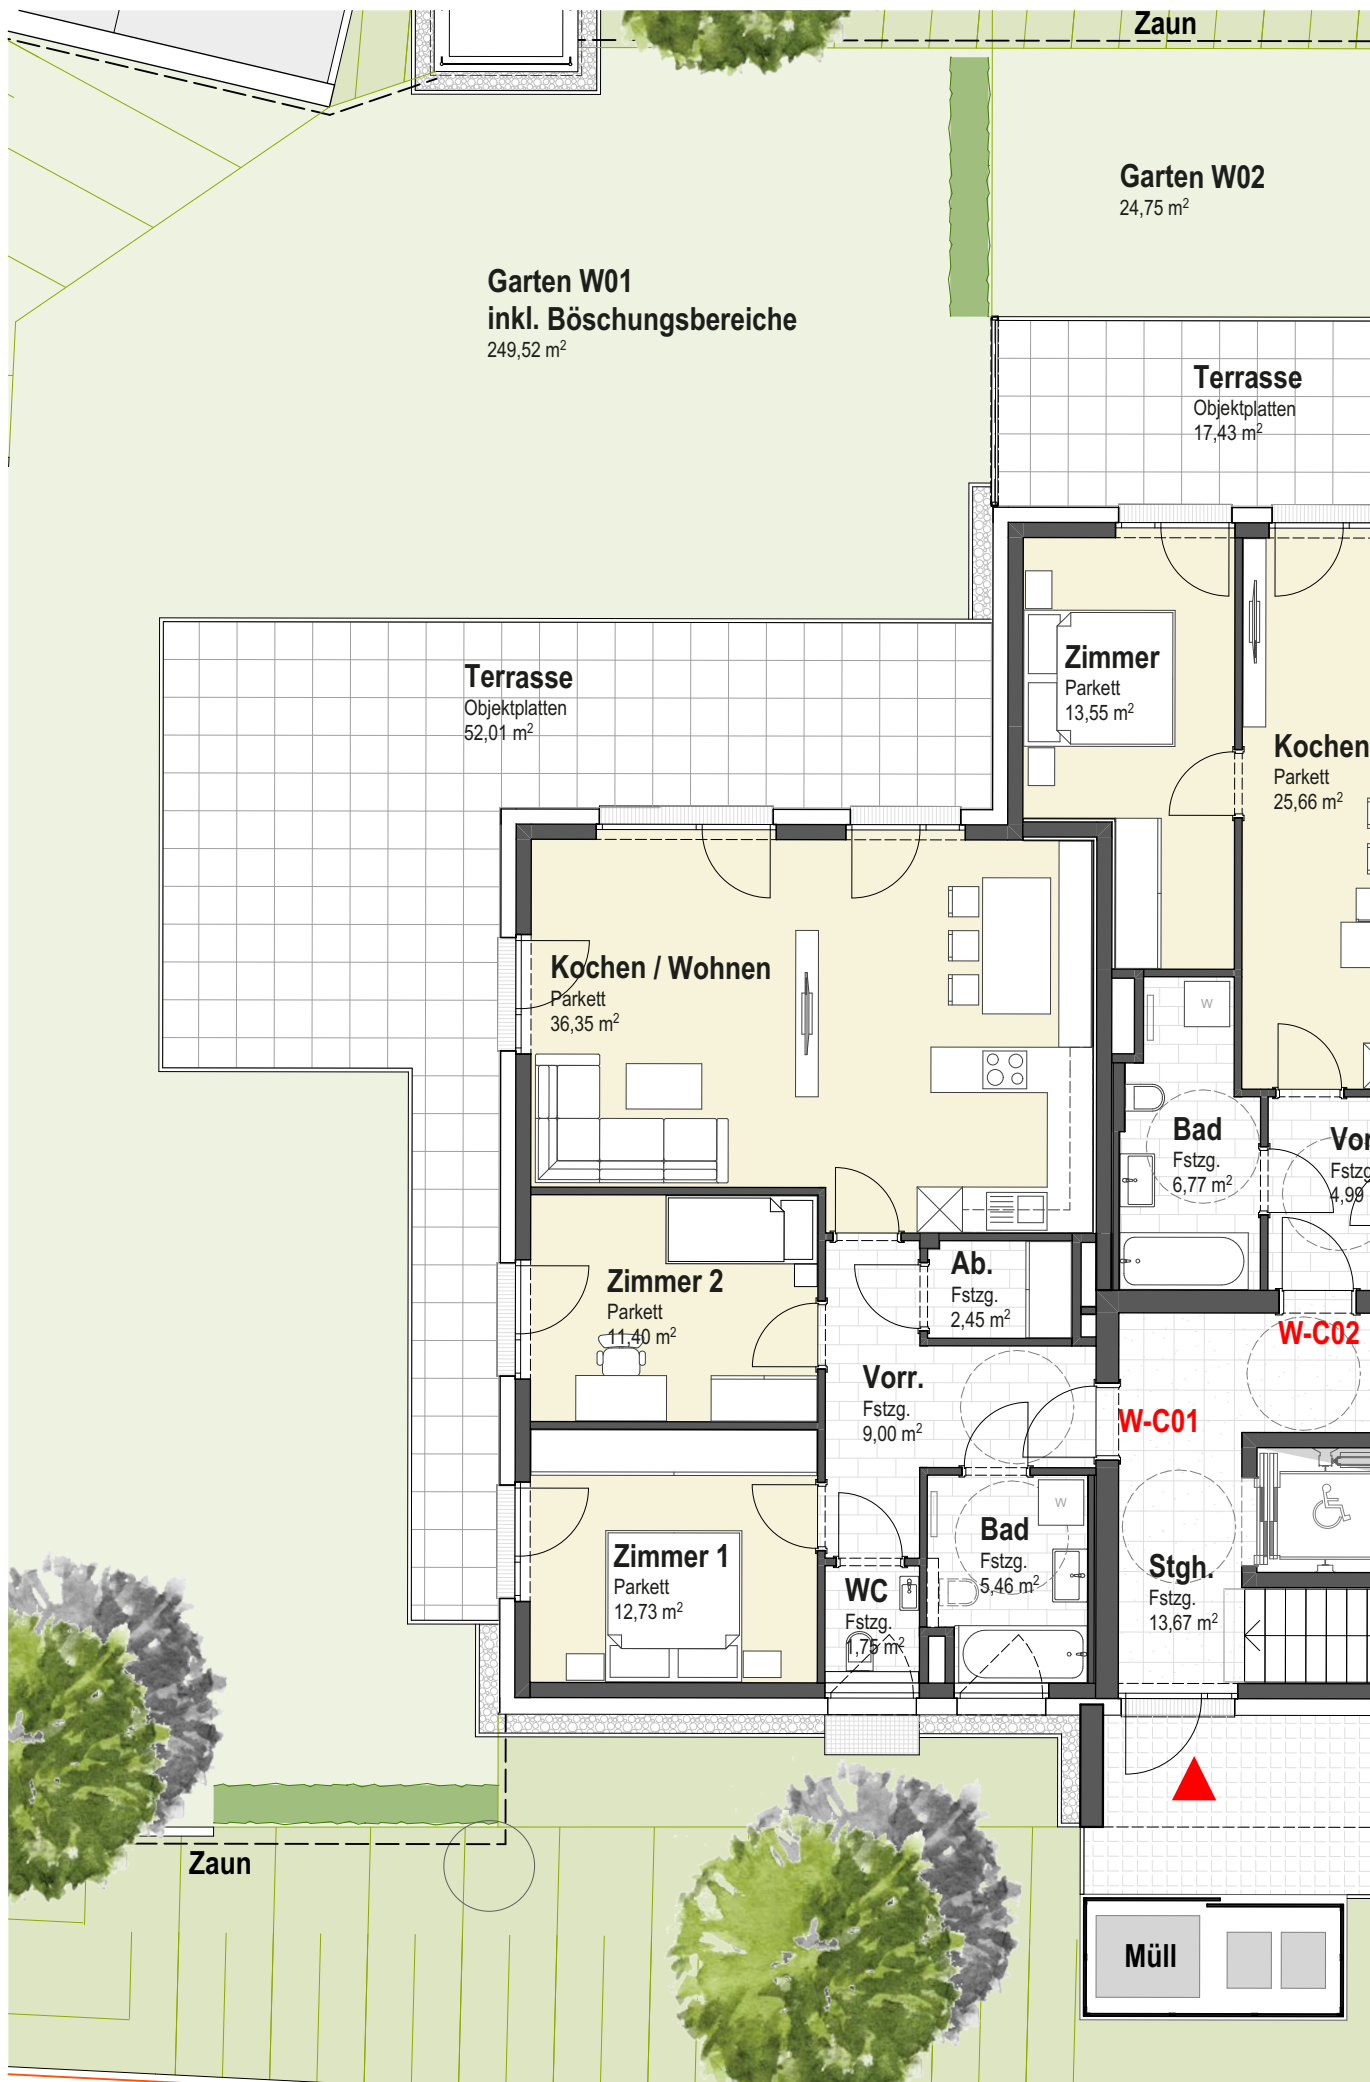 Zaun
Garten W02
24,75 m²
Garten W01
inkl. Böschungsbereiche
249,52 m²
Terrasse
Objektplatten
17,43 m²
Terrasse
Objektplatten
52,01 m²
Zimmer
Parkett
13,55 m²
Kochen
Parkett
25,66 m²
Kochen / Wohnen
Parkett
36,35 m²
W
Bad
Fstzg.
6,77 m²
Vor
Fstzg
4,99
Zimmer 2
Parkett
11,40 m²
Ab.
Fstzg.
2,45 m²
W-C02
Vorr.
Fstzg.
9,00 m²
W-C01
W
Bad
Fstzg.
5,46 m²
Zimmer 1
Parkett
12,73 m²
WC
Fstzg.
1,75 m²
Stgh.
Fstzg.
13,67 m²
Zaun
Müll